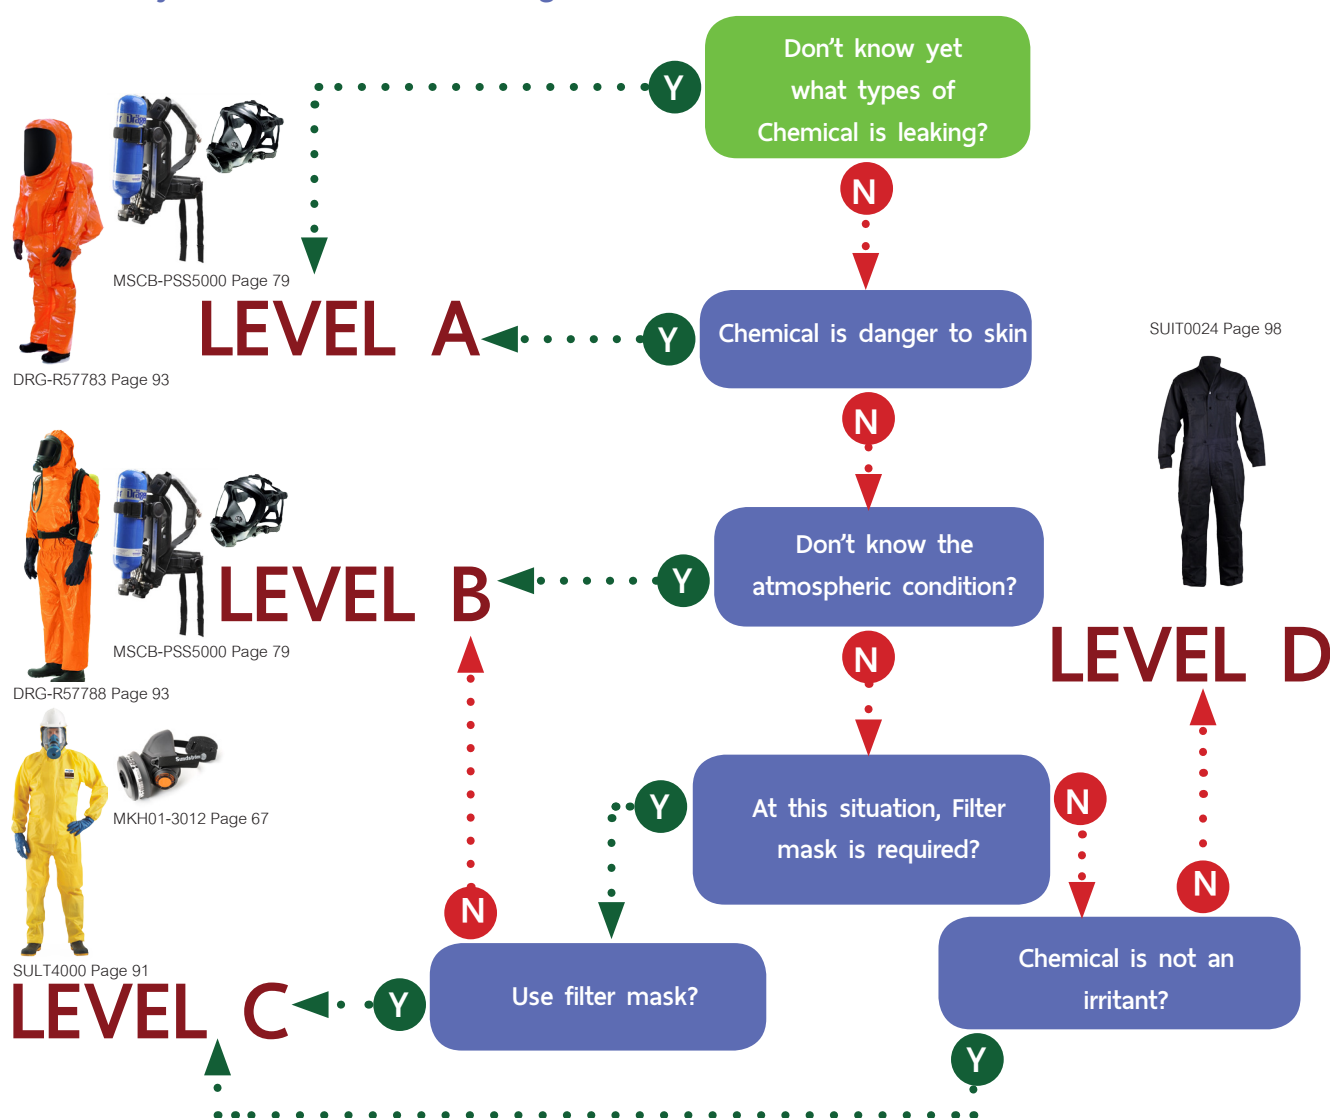 Don't know yet
what types of
Chemical is leaking?
Y
N
MSCB-PSS5000 Page 79
LEVEL A
DRG-R57783 Page 93
Y
Chemical is danger to skin
N
SUIT0024 Page 98
LEVEL B
MSCB-PSS5000 Page 79
DRG-R57788 Page 93
Y
Don't know the
atmospheric condition?
N
LEVEL D
MKH01-3012 Page 67
SULT4000 Page 91
LEVEL C
Y
At this situation, Filter
mask is required?
N
N
Y
Use filter mask?
N
Chemical is not an
irritant?
Y